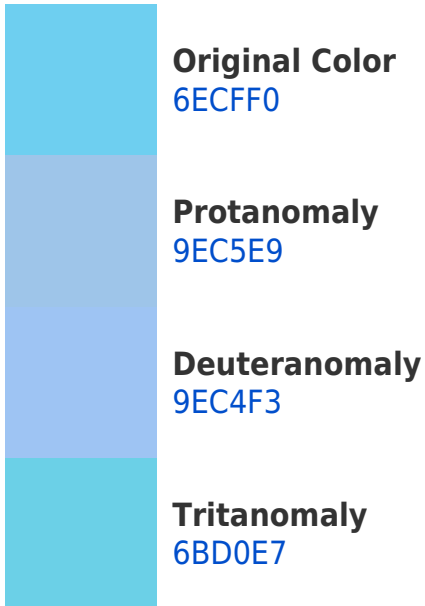 Original Color
6ECFF0
Protanomaly
9EC5E9
Deuteranomaly
9EC4F3
Tritanomaly
6BD0E7